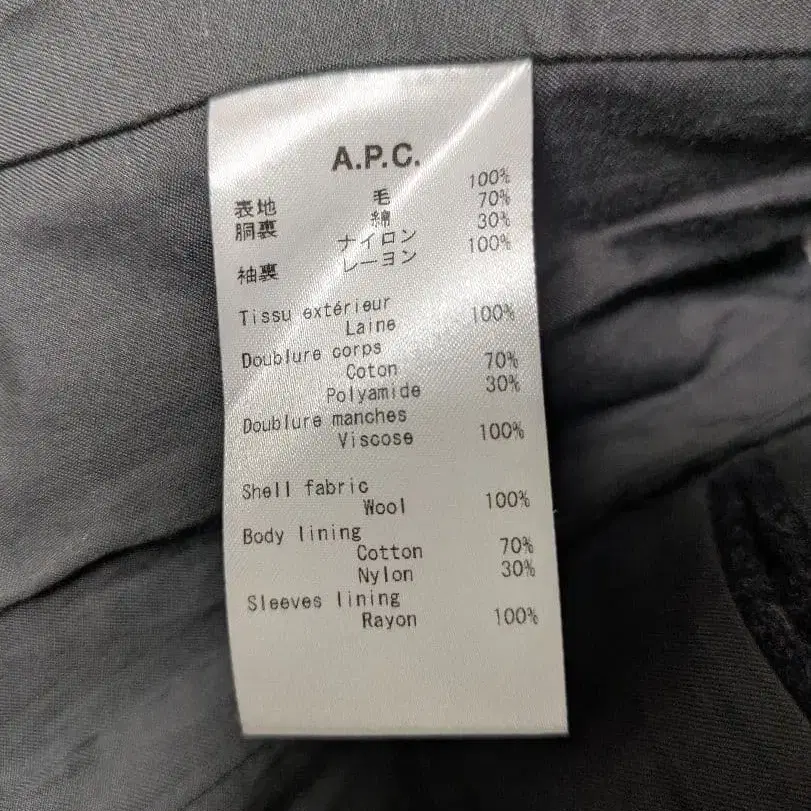 A.P.C.
表地 毛 100%
胴裏 綿 70%
ナイロン 30%
袖裏 レーヨン 100%
Tissu extérieur
Laine 100%
Doublure corps
Coton 70%
Polyamide 30%
Doublure manches
Viscose 100%
Shell fabric
Wool 100%
Body lining
Cotton 70%
Nylon 30%
Sleeves lining
Rayon 100%